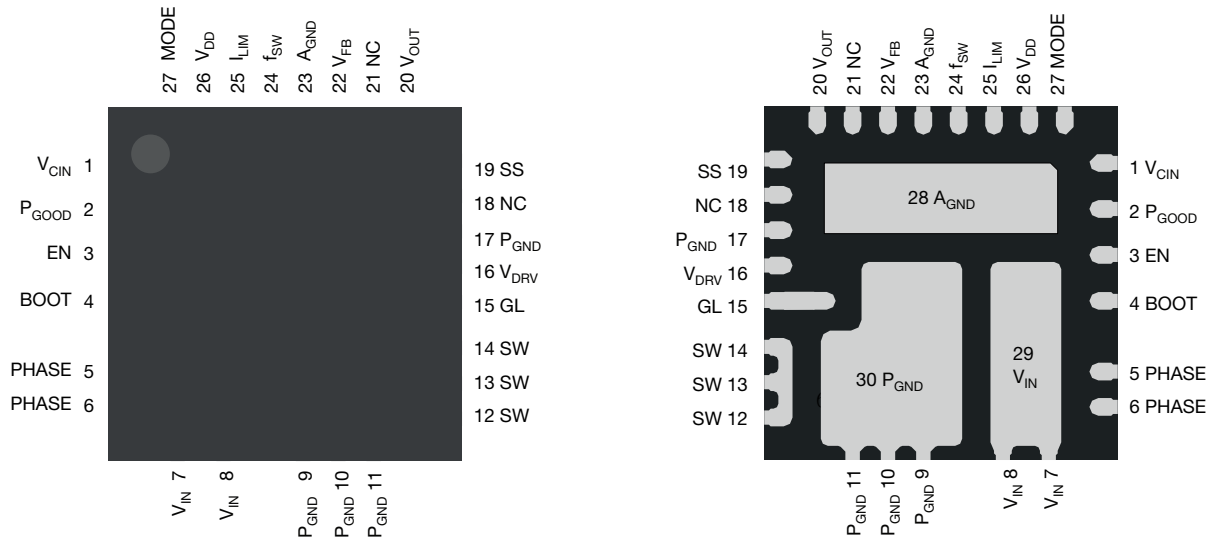 27 MODE
26 VDD
25 ILIM
24 fSW
23 AGND
22 VFB
21 NC
20 VOUT
VCIN 1
PGOOD 2
EN 3
BOOT 4
PHASE 5
PHASE 6
19 SS
18 NC
17 PGND
16 VDRV
15 GL
14 SW
13 SW
12 SW
VIN 7
VIN 8
PGND 9
PGND 10
PGND 11
20 VOUT
21 NC
22 VFB
23 AGND
24 fSW
25 ILIM
26 VDD
27 MODE
SS 19
NC 18
PGND 17
VDRV 16
GL 15
SW 14
SW 13
SW 12
28 AGND
30 PGND
29
VIN
1 VCIN
2 PGOOD
3 EN
4 BOOT
5 PHASE
6 PHASE
PGND 11
PGND 10
PGND 9
VIN 8
VIN 7